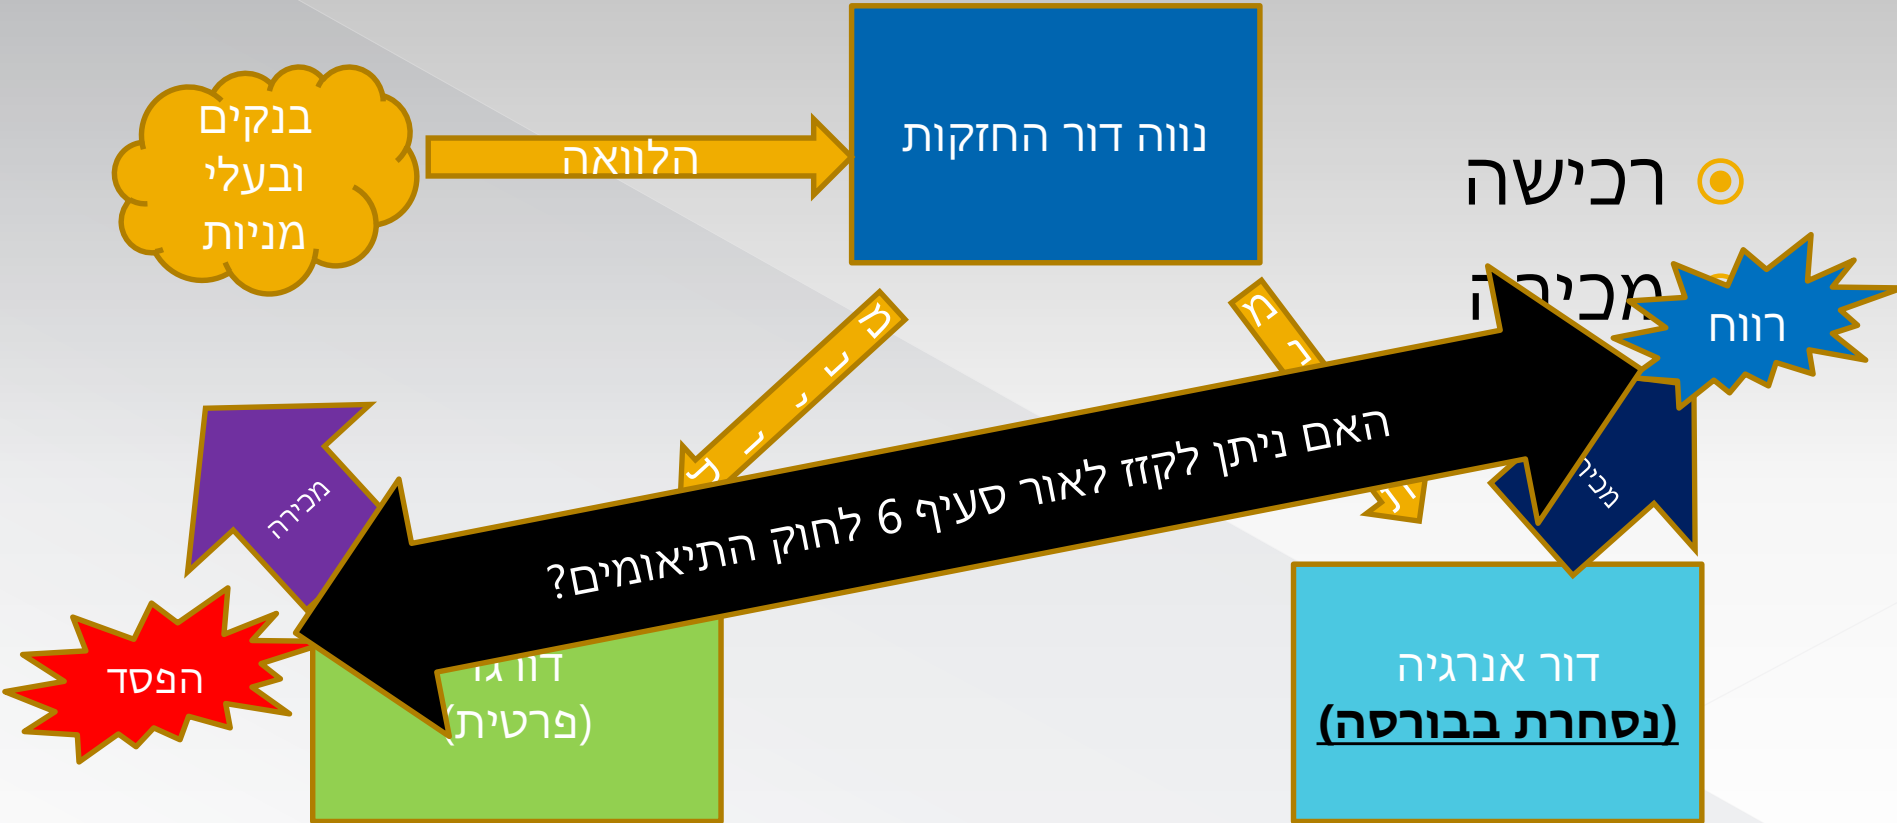 נווה דור החזקות
בנקים
ובעלי
מניות
הלוואה
רכישה
מכירה
רווח
האם ניתן לקזז לאור סעיף 6 לחוק התיאומים?
מכירה
הפסד
(פרטית)
דור אנרגיה
(נסחרת בבורסה)